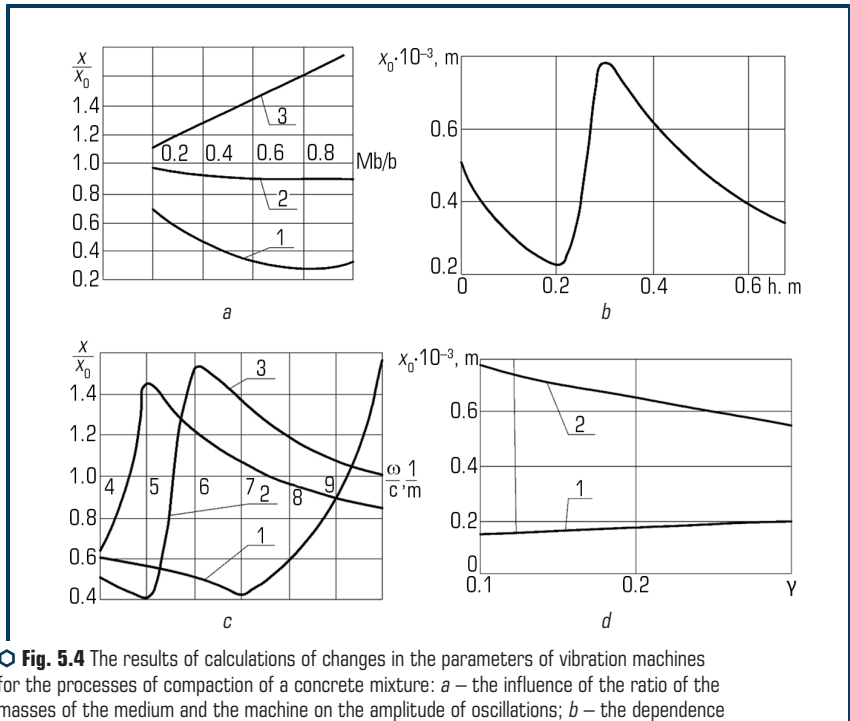 x/x₀
1.4
1.2
1.0
0.8
0.6
0.4
0.2
0.2 0.4 0.6 0.8 Mb/b
3
2
1
a
x₀·10⁻³, m
0.6
0.4
0.2
0 0.2 0.4 0.6 h. m
b
x/x₀
1.4
1.2
1.0
0.8
0.6
0.4
4 5 6 7 8 9 ω/c , 1/m
3
2
1
c
x₀·10⁻³, m
0.6
0.4
0.2
0
0.1 0.2 γ
2
1
d
Fig. 5.4 The results of calculations of changes in the parameters of vibration machines
for the processes of compaction of a concrete mixture: a – the influence of the ratio of the
masses of the medium and the machine on the amplitude of oscillations; b – the dependence